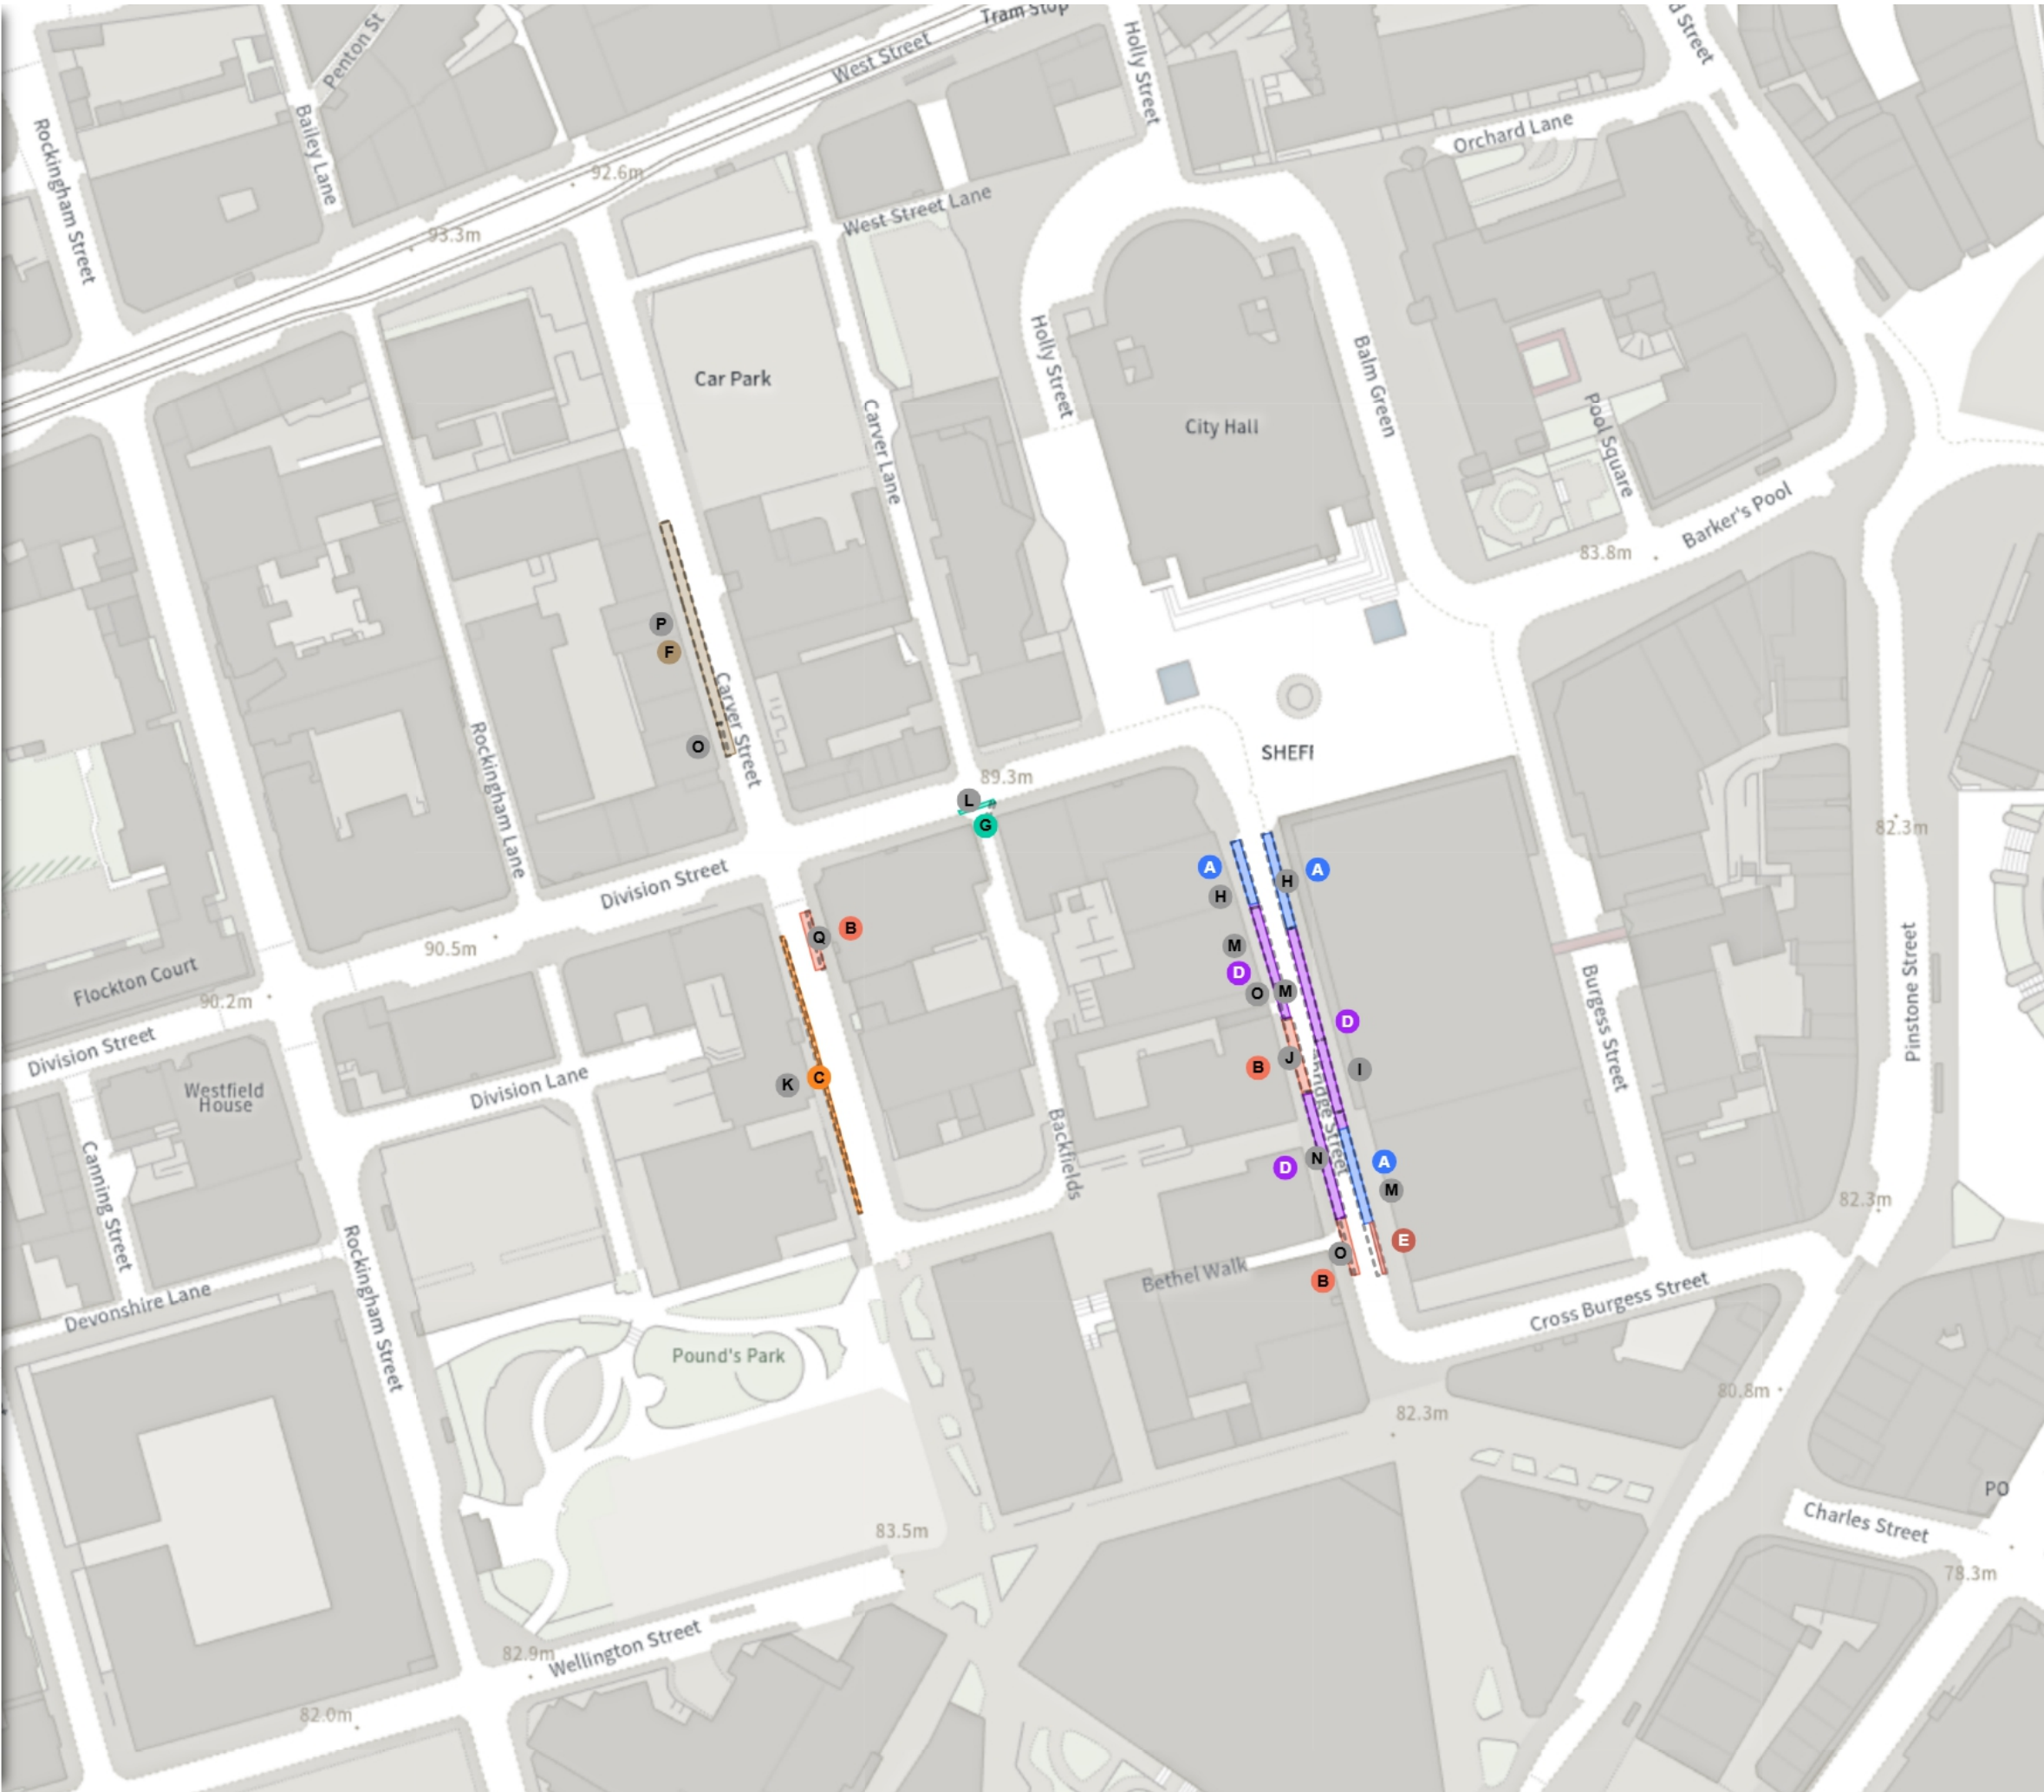 Tram Stop
West Street
Penton St
Holly Street
d Street
Bailey Lane
Rockingham Street
Orchard Lane
92.6m
West Street Lane
93.3m
Car Park
Holly Street
Balm Green
Carver Lane
City Hall
Pool Square
Barker's Pool
83.8m
P
F
Carver Street
O
Rockingham Lane
SHEFI
89.3m
L
G
82.3m
A
H
H
A
Division Street
Q
B
90.5m
M
D
Flockton Court
90.2m
O
M
D
Burgess Street
Pinstone Street
Division Street
J
B
I
Westfield
House
Division Lane
K
C
bridge Street
Backfields
Canning Street
D
N
A
M
82.3m
Rockingham Street
O
E
B
Bethel Walk
Devonshire Lane
Cross Burgess Street
Pound's Park
80.8m
82.3m
PO
Charles Street
83.5m
78.3m
82.9m
Wellington Street
82.0m